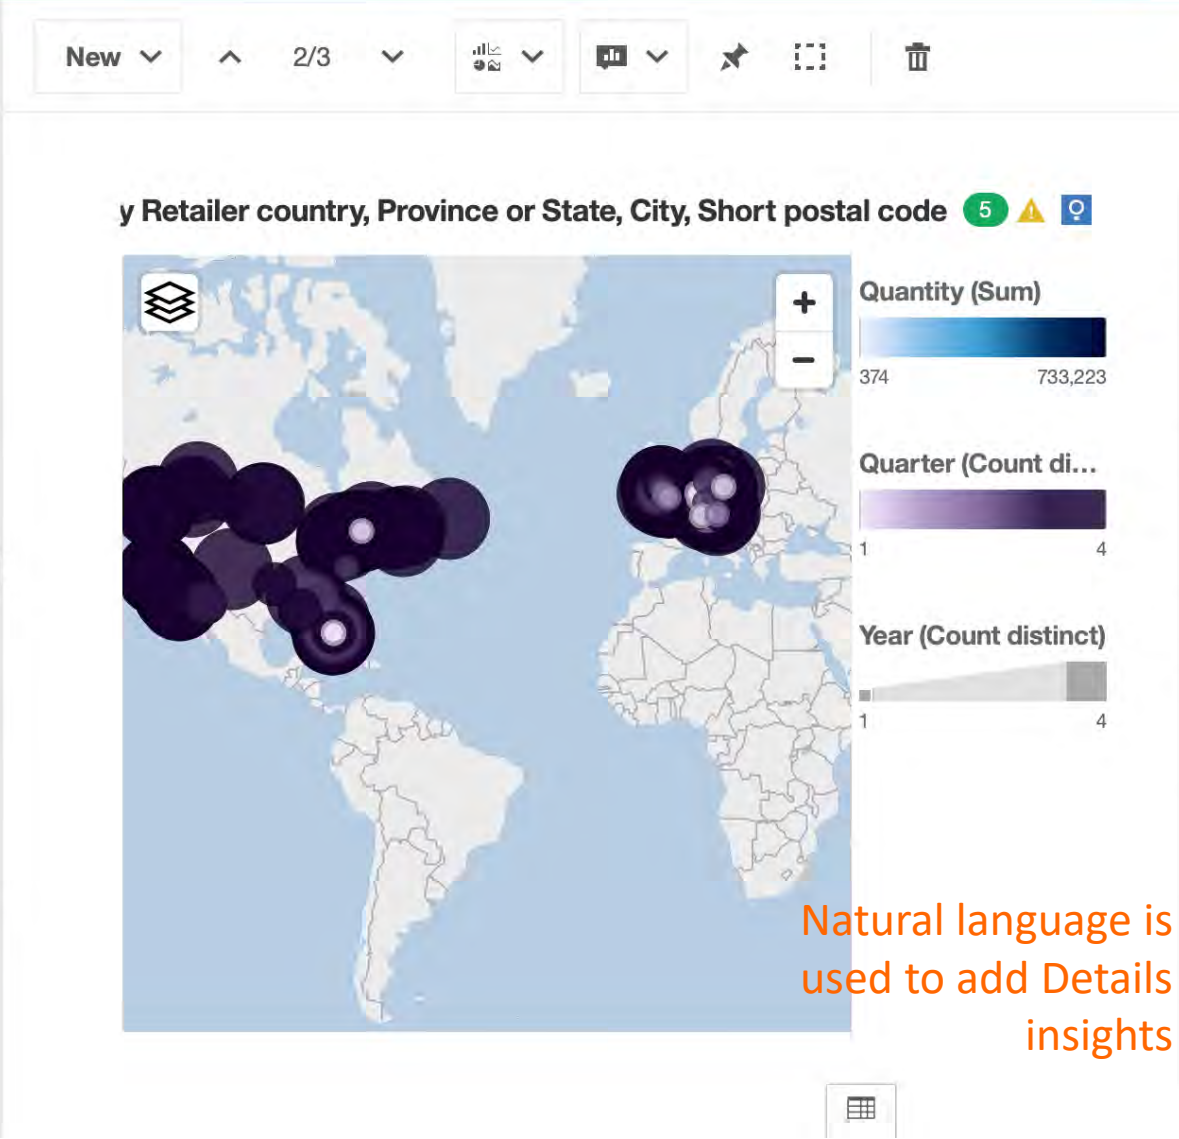 New 2/3
y Retailer country, Province or State, City, Short postal code 5
Quantity (Sum)
374 733,223
Quarter (Count di...
1 4
Year (Count distinct)
1 4
Natural language is
used to add Details
insights